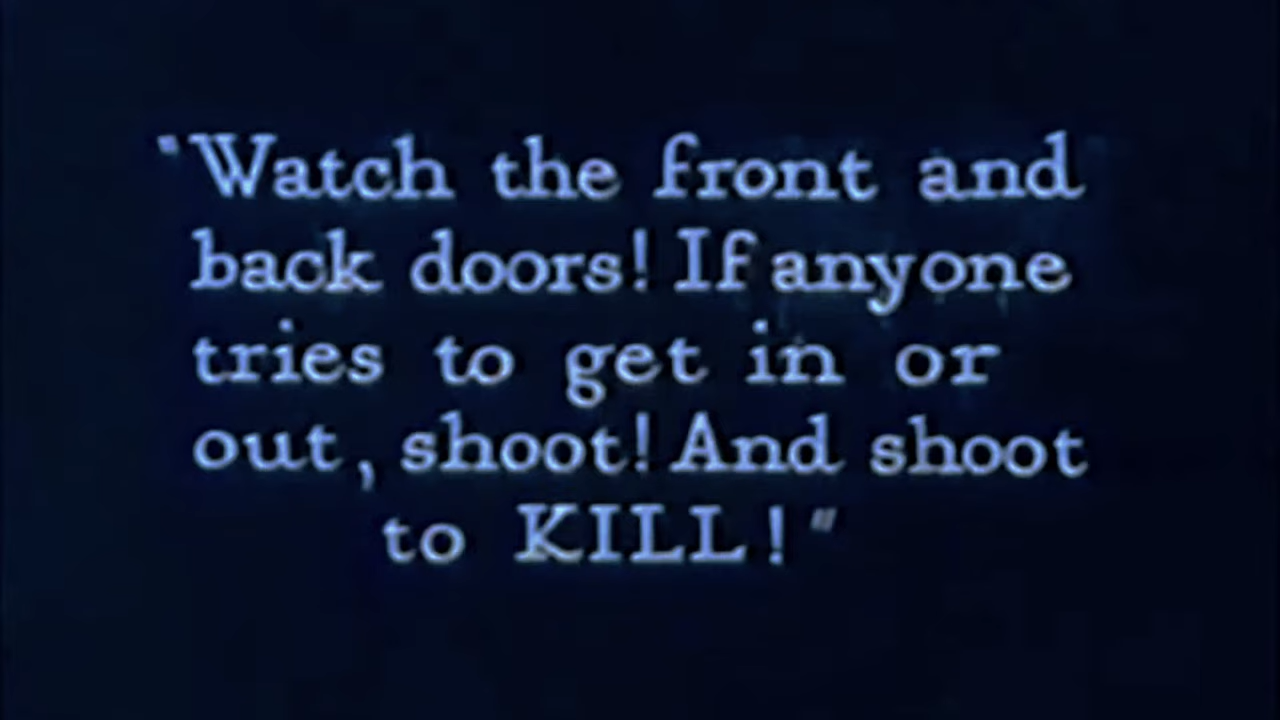 "Watch the front and
back doors! If anyone
tries to get in or
out, shoot! And shoot
to KILL!"